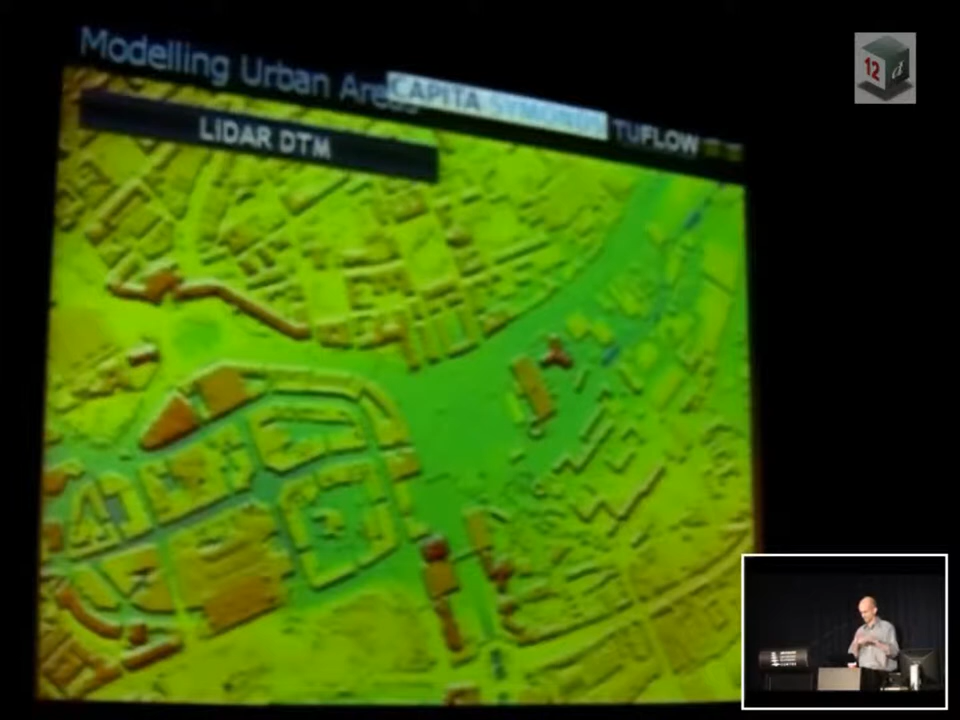 Modelling Urban Areas
CAPITA SYMONDS
TUFLOW
LIDAR DTM
12d